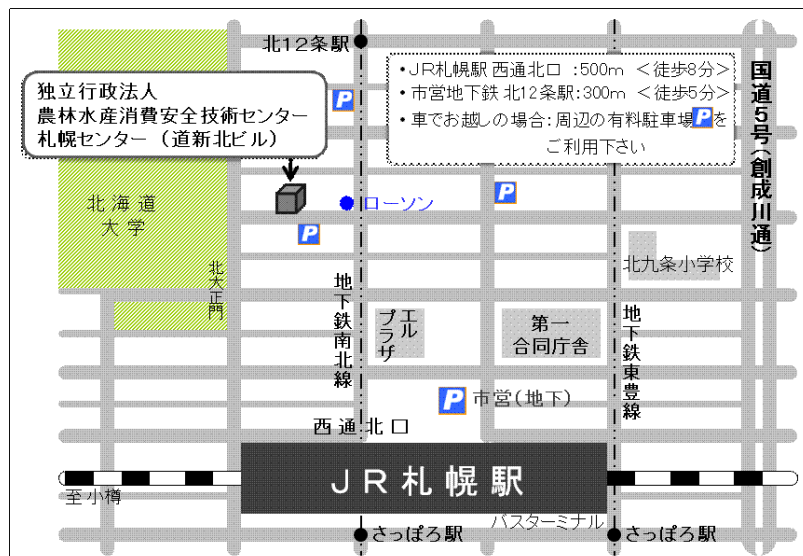 北12条駅
・JR札幌駅 西通北口 :500m <徒歩8分>
・市営地下鉄 北12条駅:300m <徒歩5分>
・車でお越しの場合:周辺の有料駐車場Pを
ご利用下さい
国道5号(創成川通)
独立行政法人
農林水産消費安全技術センター
札幌センター (道新北ビル)
P
P
ローソン
P
北海道
大学
北大正門
地下鉄南北線
北九条小学校
エル
プラザ
第一
合同庁舎
地下鉄東豊線
P 市営(地下)
西通北口
JR札幌駅
至小樽
バスターミナル
さっぽろ駅
さっぽろ駅